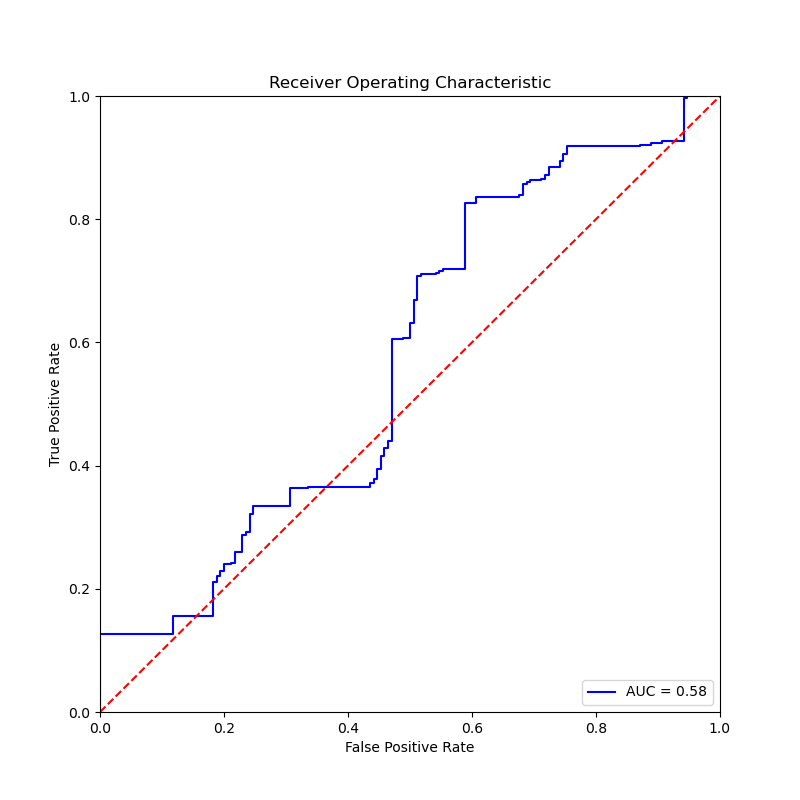 Receiver Operating Characteristic
1.0
0.8
0.6
0.4
0.2
0.0
True Positive Rate
AUC = 0.58
0.0 0.2 0.4 0.6 0.8 1.0
False Positive Rate